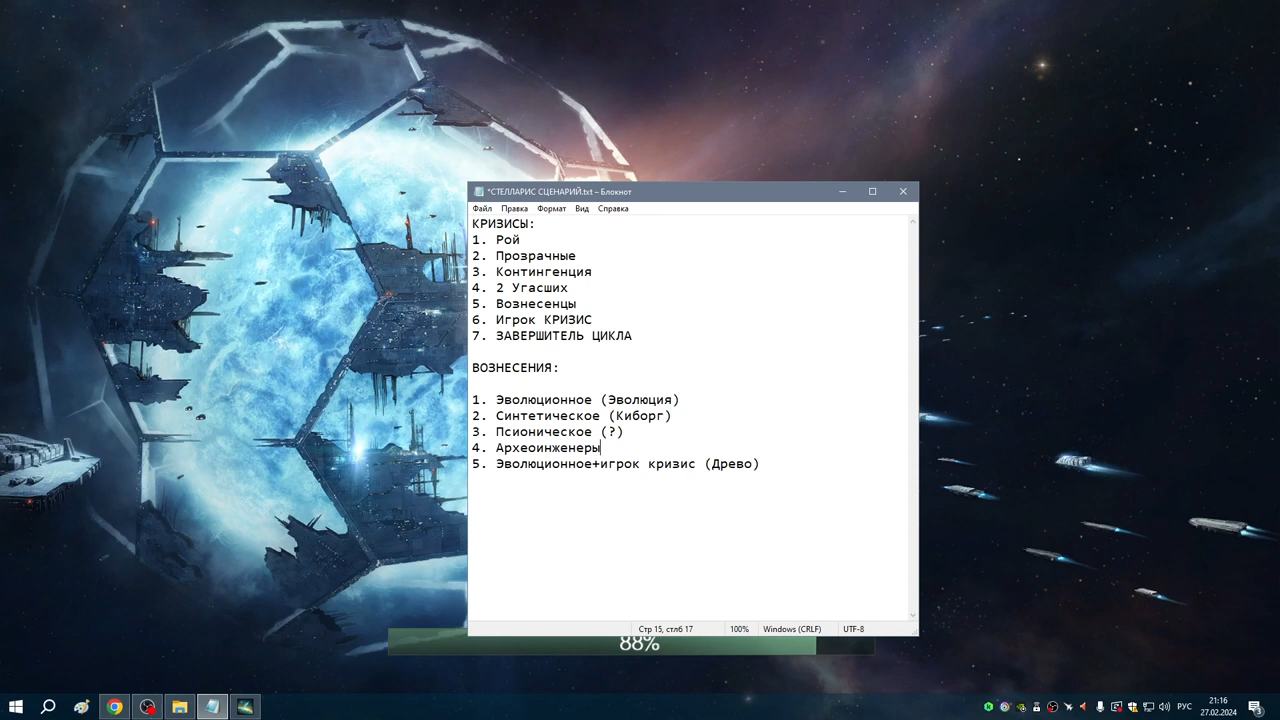 *СТЕЛЛАРИС СЦЕНАРИЙ.txt – Блокнот
Файл Правка Формат Вид Справка
КРИЗИСЫ:
1. Рой
2. Прозрачные
3. Контингенция
4. 2 Угасших
5. Вознесенцы
6. Игрок КРИЗИС
7. ЗАВЕРШИТЕЛЬ ЦИКЛА
ВОЗНЕСЕНИЯ:
1. Эволюционное (Эволюция)
2. Синтетическое (Киборг)
3. Псионическое (?)
4. Археоинженеры
5. Эволюционное+игрок кризис (Древо)
Стр 15, стлб 17 100% Windows (CRLF) UTF-8
88%
РУС 21:16
27.02.2024
3